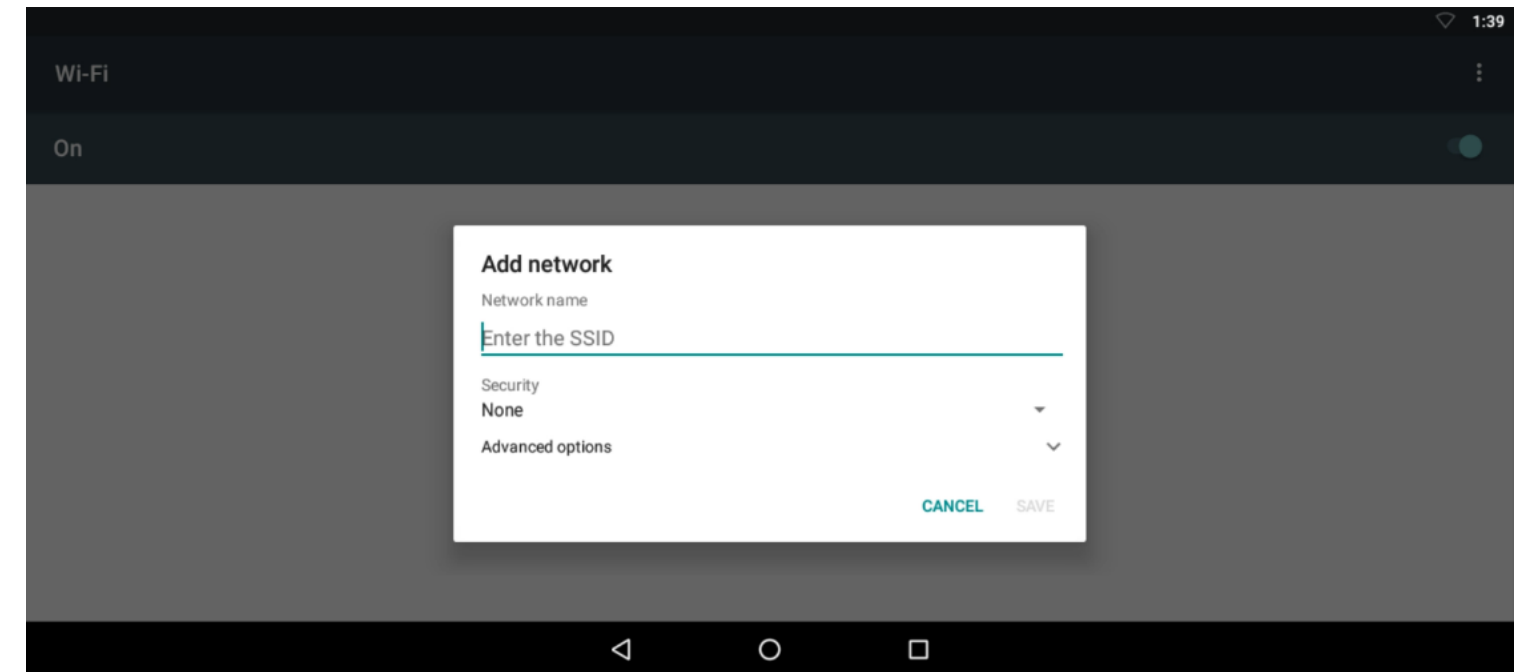 1:39
Wi-Fi
On
Add network
Network name
Enter the SSID
Security
None
Advanced options
CANCEL SAVE